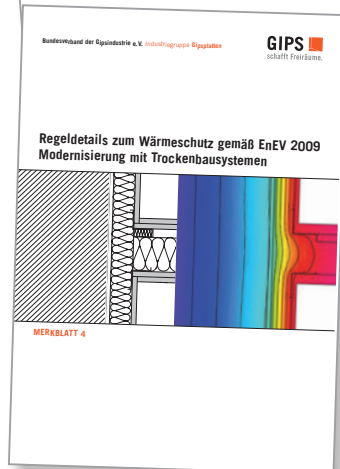 Bundesverband der Gipsindustrie e.V. Industriegruppe Gipsplatten
GIPS
schafft Freiräume.
Regeldetails zum Wärmeschutz gemäß EnEV 2009
Modernisierung mit Trockenbausystemen
MERKBLATT 4